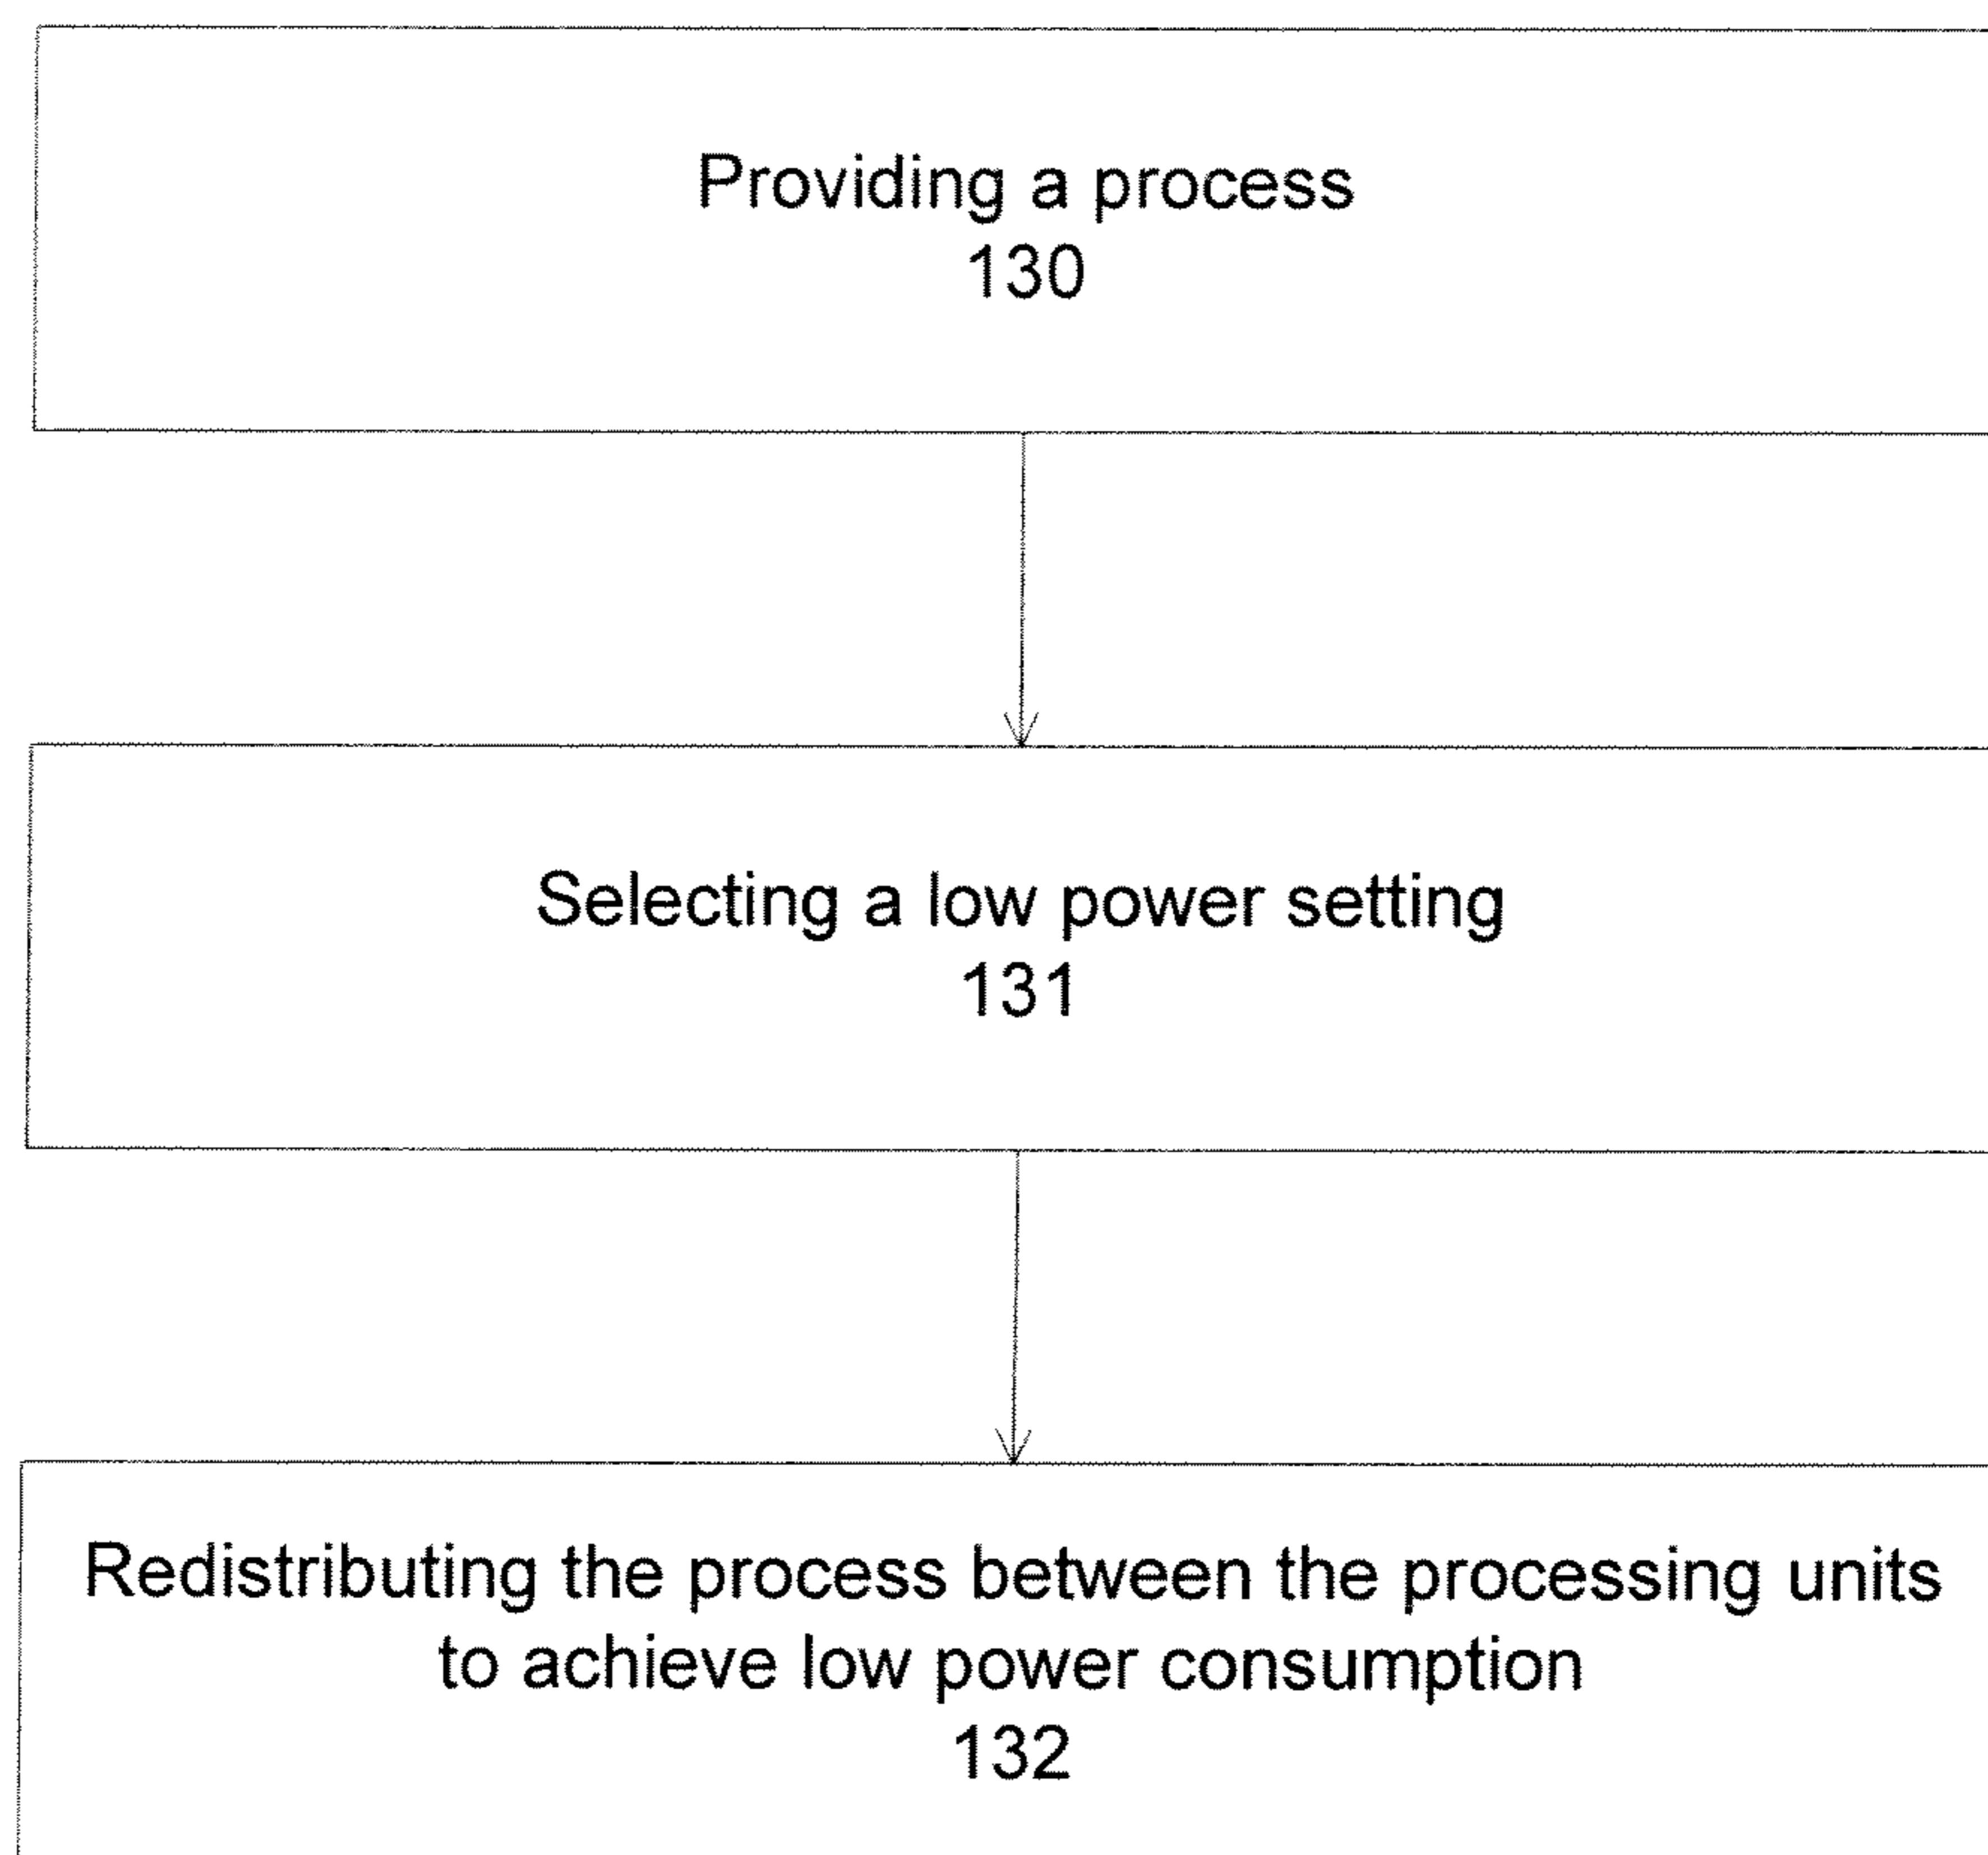 Providing a process
130
Selecting a low power setting
131
Redistributing the process between the processing units
to achieve low power consumption
132